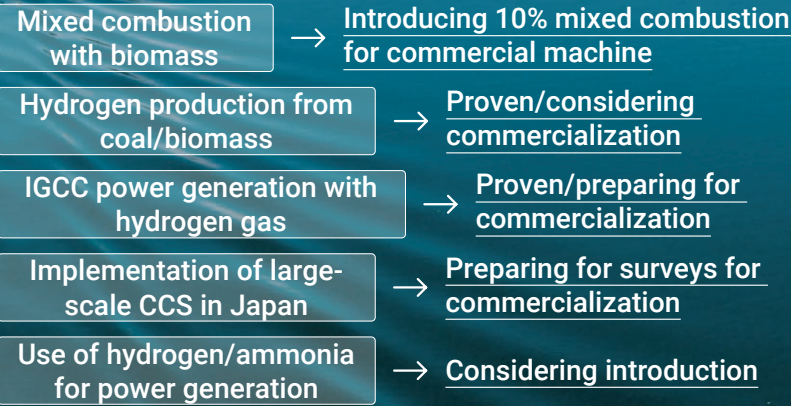 Mixed combustion
with biomass
→ Introducing 10% mixed combustion
for commercial machine
Hydrogen production from
coal/biomass
→ Proven/considering
commercialization
IGCC power generation with
hydrogen gas
→ Proven/preparing for
commercialization
Implementation of large-
scale CCS in Japan
→ Preparing for surveys for
commercialization
Use of hydrogen/ammonia
for power generation
→ Considering introduction